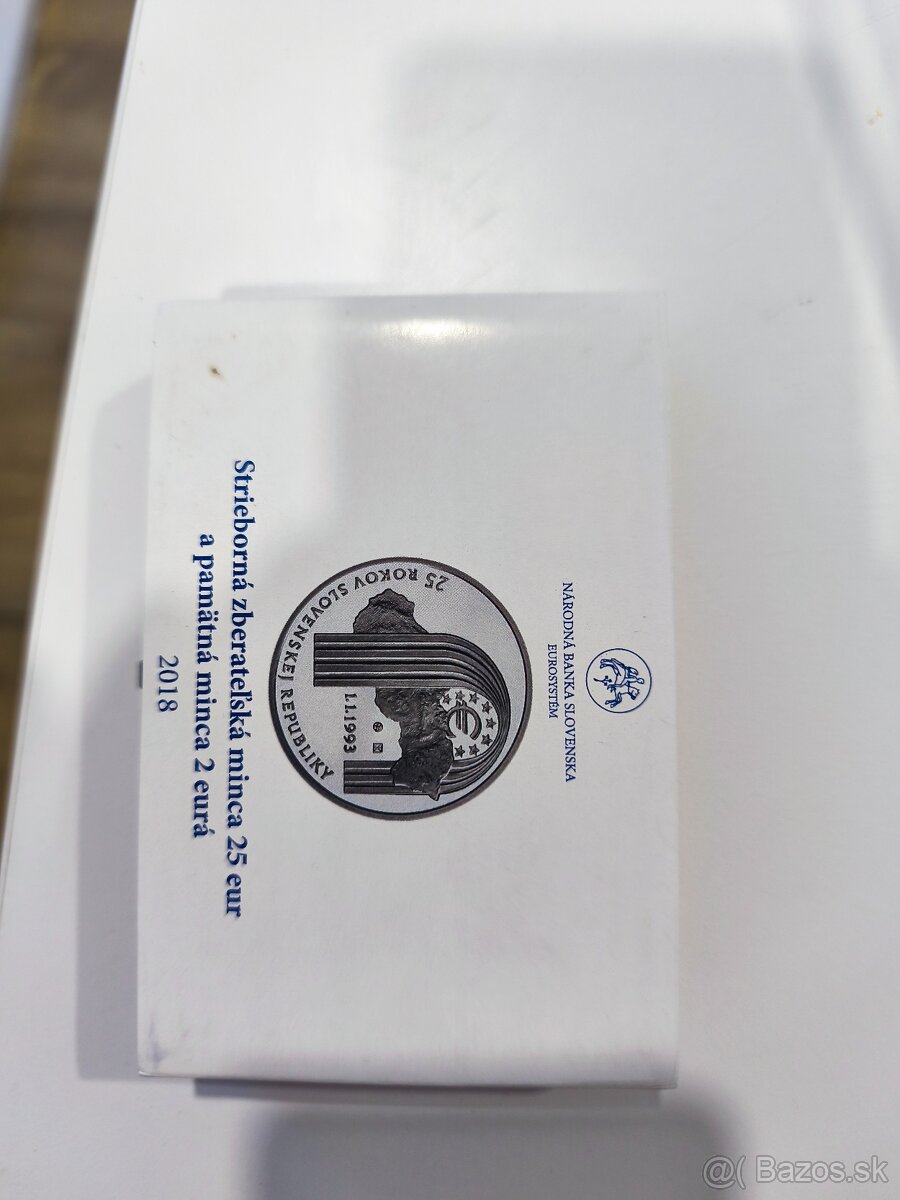 NÁRODNÁ BANKA SLOVENSKA
EUROSYSTÉM
25 ROKOV SLOVENSKEJ REPUBLIKY
1.1.1993
€
Strieborná zberateľská minca 25 eur
a pamätná minca 2 eurá
2018
@( Bazos.sk